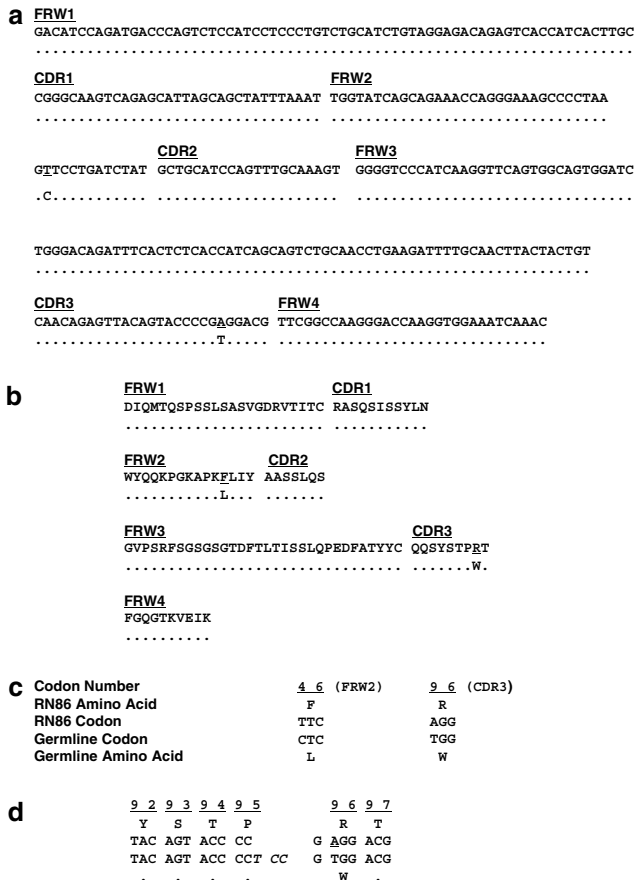 a
FRW1
GACATCCAGATGACCCAGTCTCCATCCTCCCTGTCTGCATCTGTAGGAGACAGAGTCACCATCACTTGC
.....................................................................
CDR1 FRW2
CGGGCAAGTCAGAGCATTAGCAGCTATTTAAAT TGGTATCAGCAGAAACCAGGGAAAGCCCCTAA
................................. ................................
CDR2 FRW3
GTTCCTGATCTAT GCTGCATCCAGTTTGCAAAGT GGGGTCCCATCAAGGTTCAGTGGCAGTGGATC
.C........... ..................... ................................
TGGGACAGATTTCACTCTCACCATCAGCAGTCTGCAACCTGAAGATTTTGCAACTTACTACTGT
................................................................
CDR3 FRW4
CAACAGAGTTACAGTACCCCGAGGACG TTCGGCCAAGGGACCAAGGTGGAAATCAAAC
.....................T..... ...............................
b
FRW1 CDR1
DIQMTQSPSSLSASVGDRVTITC RASQSISSYLN
....................... ...........
FRW2 CDR2
WYQQKPGKAPKFLIY AASSLQS
...........L... .......
FRW3 CDR3
GVPSRFSGSGSGTDFTLTISSLQPEDFATYYC QQSYSTPRT
................................ .......W.
FRW4
FGQGTKVEIK
..........
c
Codon Number 4 6 (FRW2) 9 6 (CDR3)
RN86 Amino Acid F R
RN86 Codon TTC AGG
Germline Codon CTC TGG
Germline Amino Acid L W
d
9 2 9 3 9 4 9 5 9 6 9 7
Y S T P R T
TAC AGT ACC CC G AGG ACG
TAC AGT ACC CCT CC G TGG ACG
. . . . W .